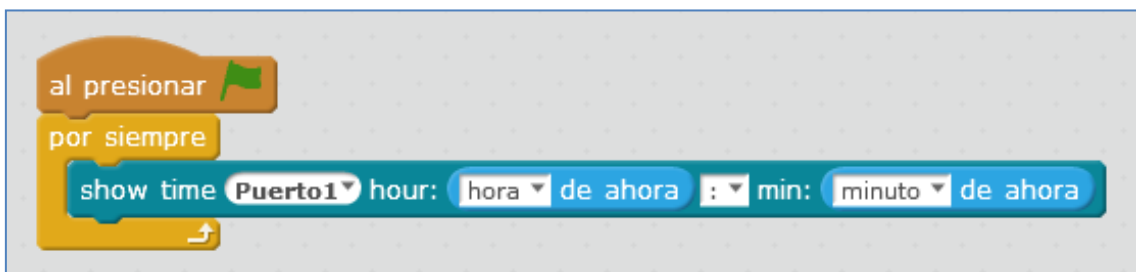 al presionar
por siempre
show time Puerto1 hour: hora de ahora : min: minuto de ahora